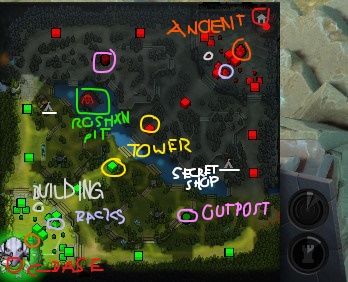 ANCIENT
ROSHAN
PIT
TOWER
SECRET
SHOP
BUILDING
RACKS
OUTPOST
BASE